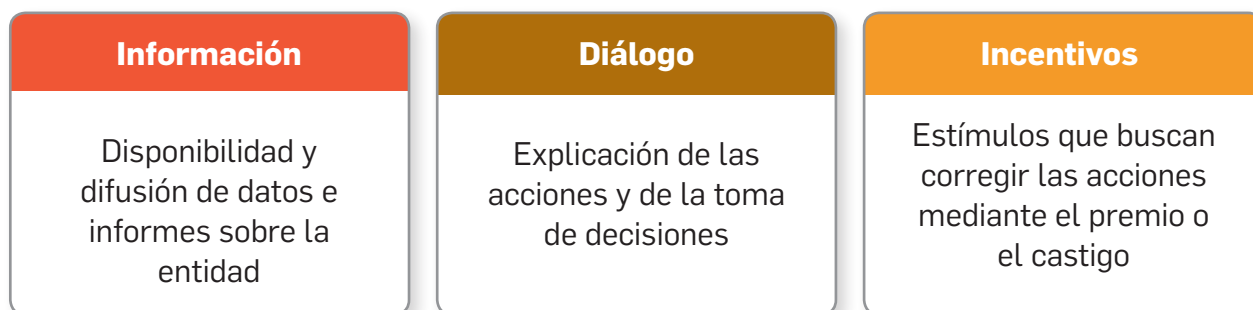 Información
Disponibilidad y
difusión de datos e
informes sobre la
entidad
Diálogo
Explicación de las
acciones y de la toma
de decisiones
Incentivos
Estímulos que buscan
corregir las acciones
mediante el premio o
el castigo